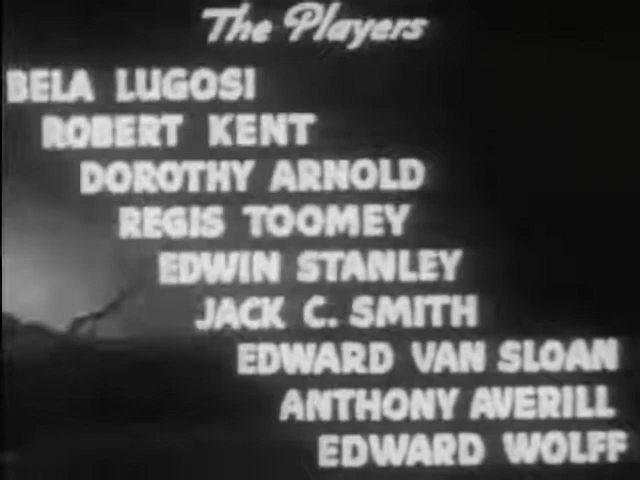 The Players
BELA LUGOSI
ROBERT KENT
DOROTHY ARNOLD
REGIS TOOMEY
EDWIN STANLEY
JACK C. SMITH
EDWARD VAN SLOAN
ANTHONY AVERILL
EDWARD WOLFF